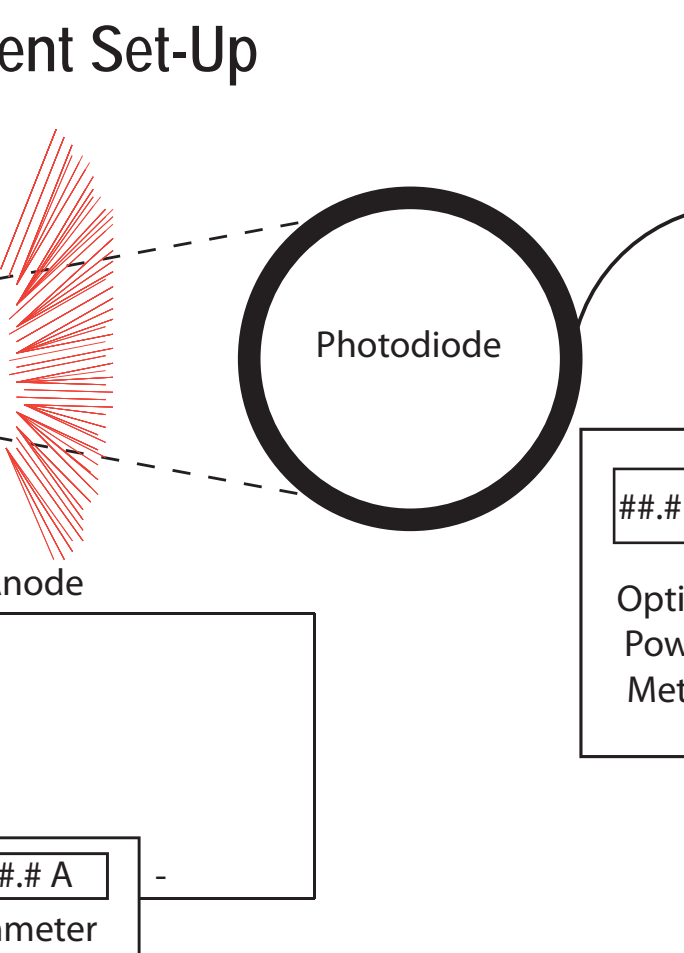 ent Set-Up
Photodiode
##.#
Opti
Pow
Met
node
#.# A
-
meter